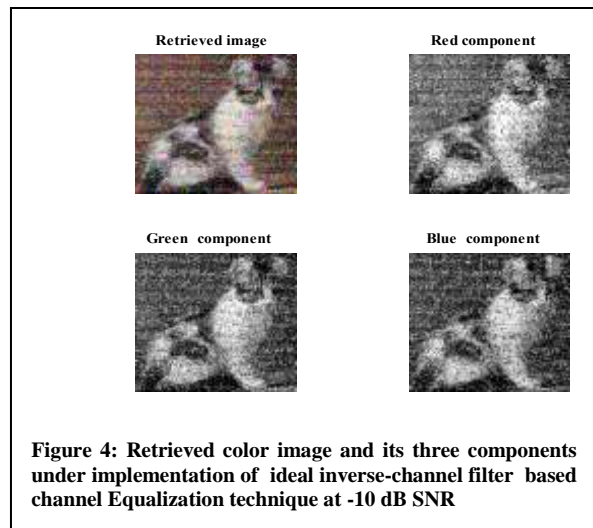 Retrieved image
Red component
Green component
Blue component
Figure 4: Retrieved color image and its three components
under implementation of ideal inverse-channel filter based
channel Equalization technique at -10 dB SNR